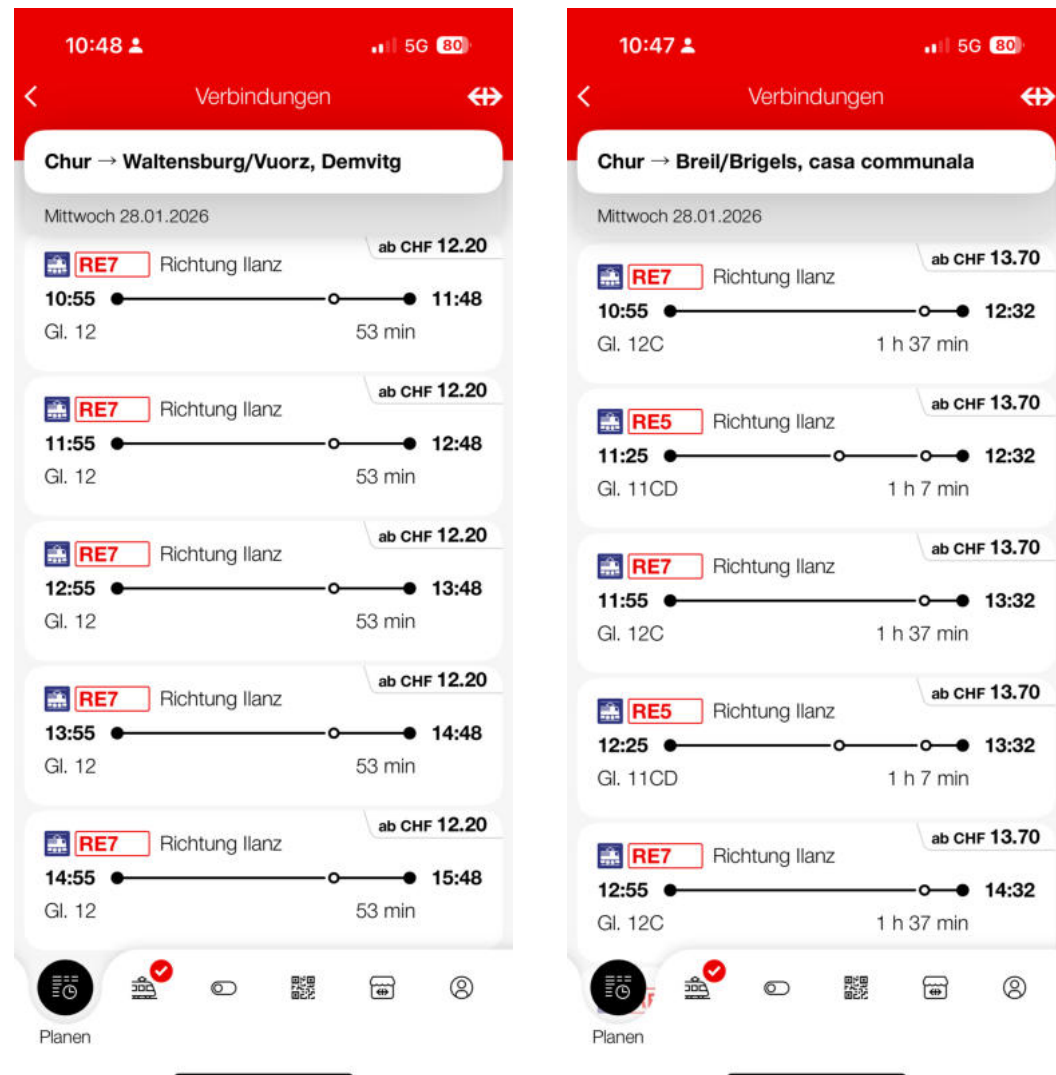 10:48
5G 80
Verbindungen
Chur → Waltensburg/Vuorz, Demvitg
Mittwoch 28.01.2026
ab CHF 12.20
RE7 Richtung Ilanz
10:55 11:48
Gl. 12 53 min
ab CHF 12.20
RE7 Richtung Ilanz
11:55 12:48
Gl. 12 53 min
ab CHF 12.20
RE7 Richtung Ilanz
12:55 13:48
Gl. 12 53 min
ab CHF 12.20
RE7 Richtung Ilanz
13:55 14:48
Gl. 12 53 min
ab CHF 12.20
RE7 Richtung Ilanz
14:55 15:48
Gl. 12 53 min
Planen
10:47
5G 80
Verbindungen
Chur → Breil/Brigels, casa communala
Mittwoch 28.01.2026
ab CHF 13.70
RE7 Richtung Ilanz
10:55 12:32
Gl. 12C 1 h 37 min
ab CHF 13.70
RE5 Richtung Ilanz
11:25 12:32
Gl. 11CD 1 h 7 min
ab CHF 13.70
RE7 Richtung Ilanz
11:55 13:32
Gl. 12C 1 h 37 min
ab CHF 13.70
RE5 Richtung Ilanz
12:25 13:32
Gl. 11CD 1 h 7 min
ab CHF 13.70
RE7 Richtung Ilanz
12:55 14:32
Gl. 12C 1 h 37 min
Planen